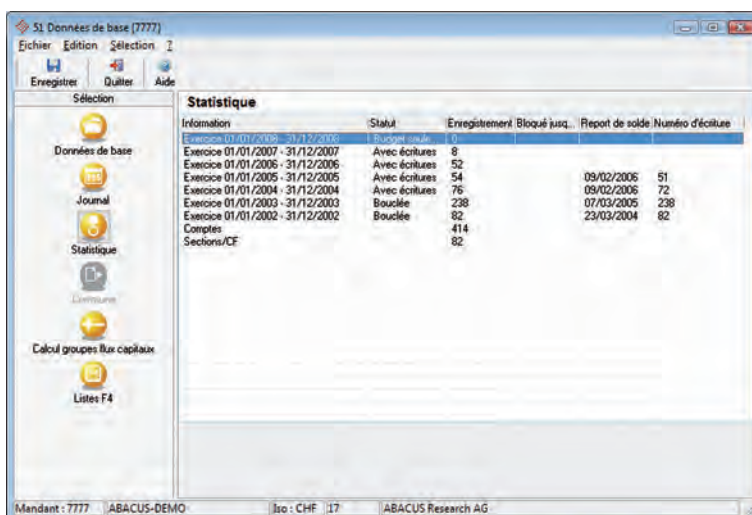 51 Données de base (7777)
Fichier Edition Sélection ?
Enregistrer Quitter Aide
Sélection
Données de base
Journal
Statistique
Commune
Calcul groupes flux capitaux
Listes F4
Statistique
Information Statut Enregistrement Bloqué jusq... Report de solde Numéro d'écriture
Exercice 01/01/2008 - 31/12/2008 Budget seule 0
Exercice 01/01/2007 - 31/12/2007 Avec écritures 8
Exercice 01/01/2006 - 31/12/2006 Avec écritures 52
Exercice 01/01/2005 - 31/12/2005 Avec écritures 54 09/02/2006 51
Exercice 01/01/2004 - 31/12/2004 Avec écritures 76 09/02/2006 72
Exercice 01/01/2003 - 31/12/2003 Bouclée 238 07/03/2005 238
Exercice 01/01/2002 - 31/12/2002 Bouclée 82 23/03/2004 82
Comptes 414
Sections/CF 82
Mandant : 7777 ABACUS-DEMO Iso : CHF 17 ABACUS Research AG